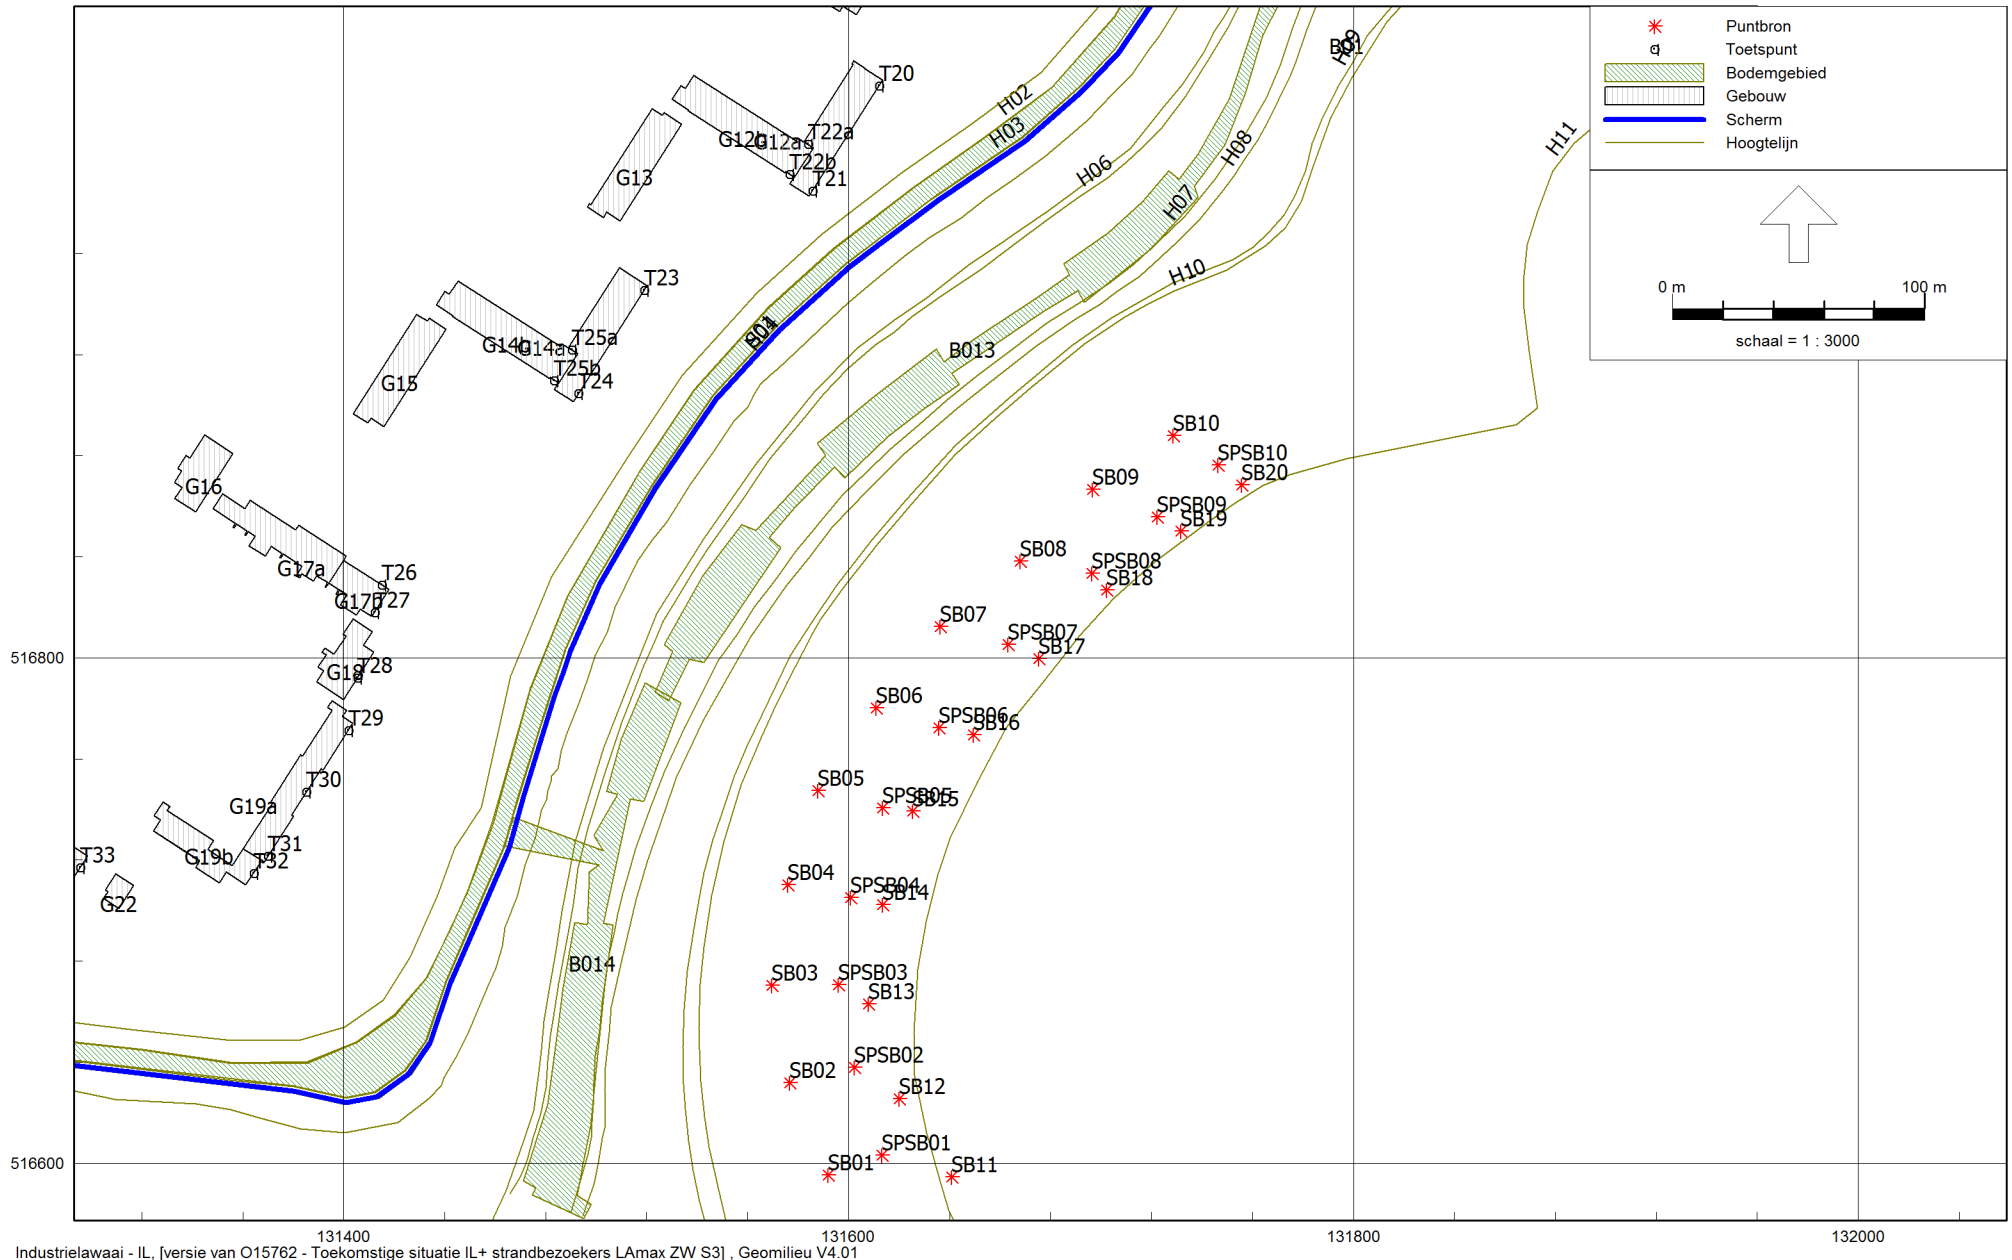 Puntbron
Toetspunt
Bodemgebied
Gebouw
Scherm
Hoogtelijn
0 m
100 m
schaal = 1 : 3000
T20
H02
H03
H09
H11
H08
H06
H07
T22a
G12b
G12a
T22b
T21
G13
T23
H10
T25a
G14b
G14a
B013
T25b
T24
G15
SB10
SPSB10
SB20
SB09
SPSB09
SB19
G16
SB08
SPSB08
SB18
G17a
T26
G17b
T27
SB07
SPSB07
SB17
516800
G18
T28
SB06
SPSB06
SB16
T29
SB05
SPSB05
SB15
T30
G19a
T31
T33
G19b
T32
SB04
SPSB04
SB14
G22
B014
SB03
SPSB03
SB13
SPSB02
SB02
SB12
SPSB01
516600
SB01
SB11
131400
131600
131800
132000
Industrielawaai - IL, [versie van O15762 - Toekomstige situatie IL+ strandbezoekers LAmax ZW S3] , Geomilieu V4.01